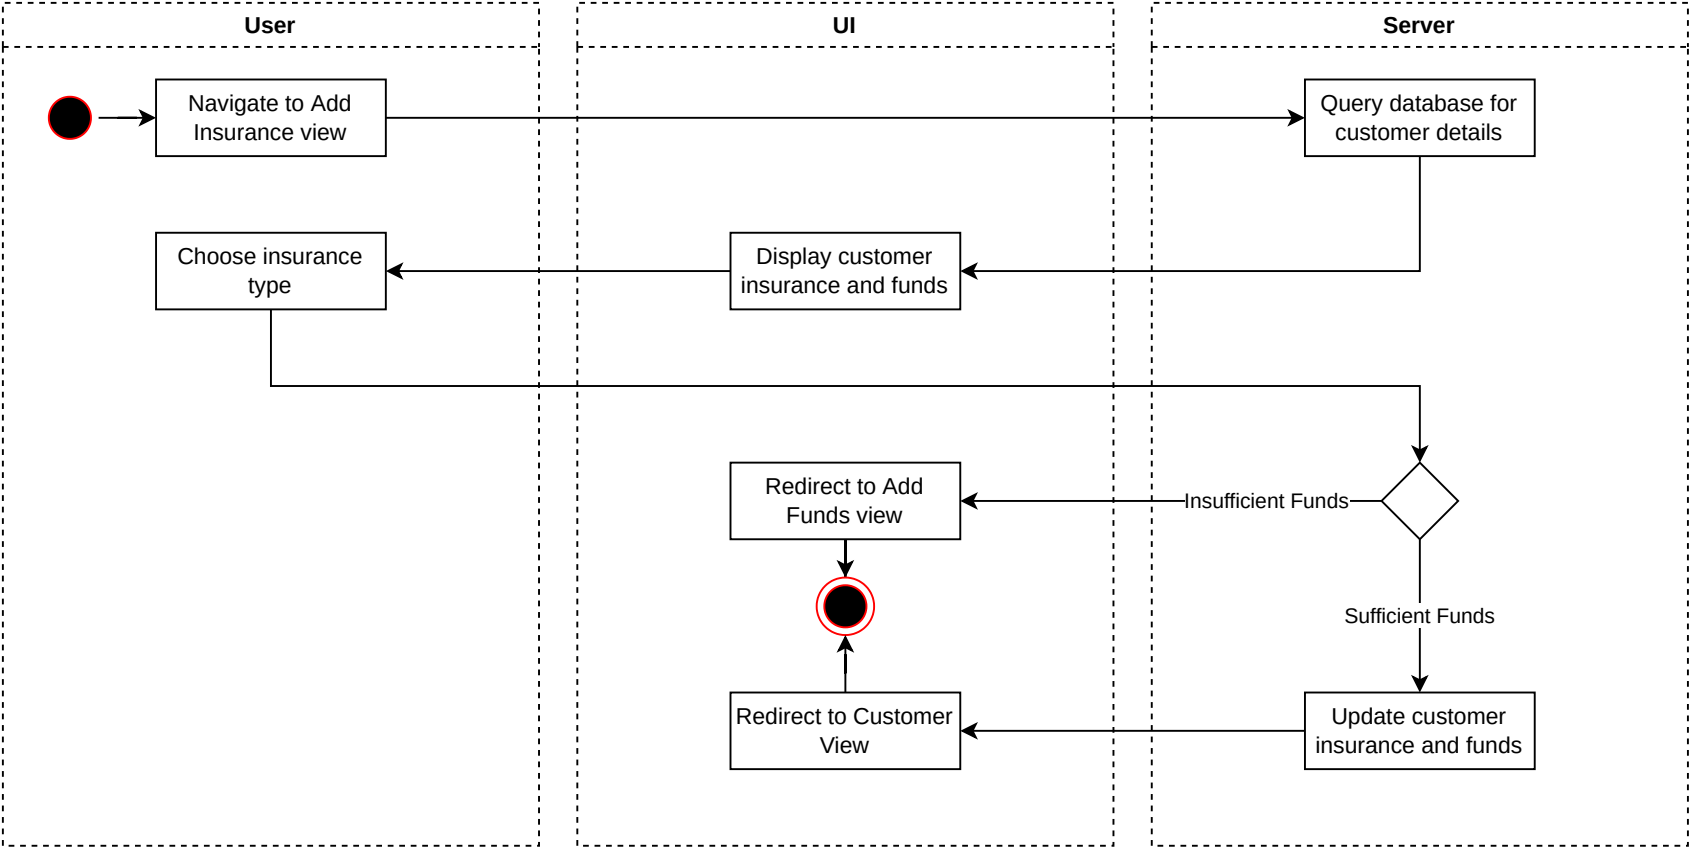 User
UI
Server
Navigate to Add
Insurance view
Query database for
customer details
Choose insurance
type
Display customer
insurance and funds
Redirect to Add
Funds view
Insufficient Funds
Sufficient Funds
Redirect to Customer
View
Update customer
insurance and funds